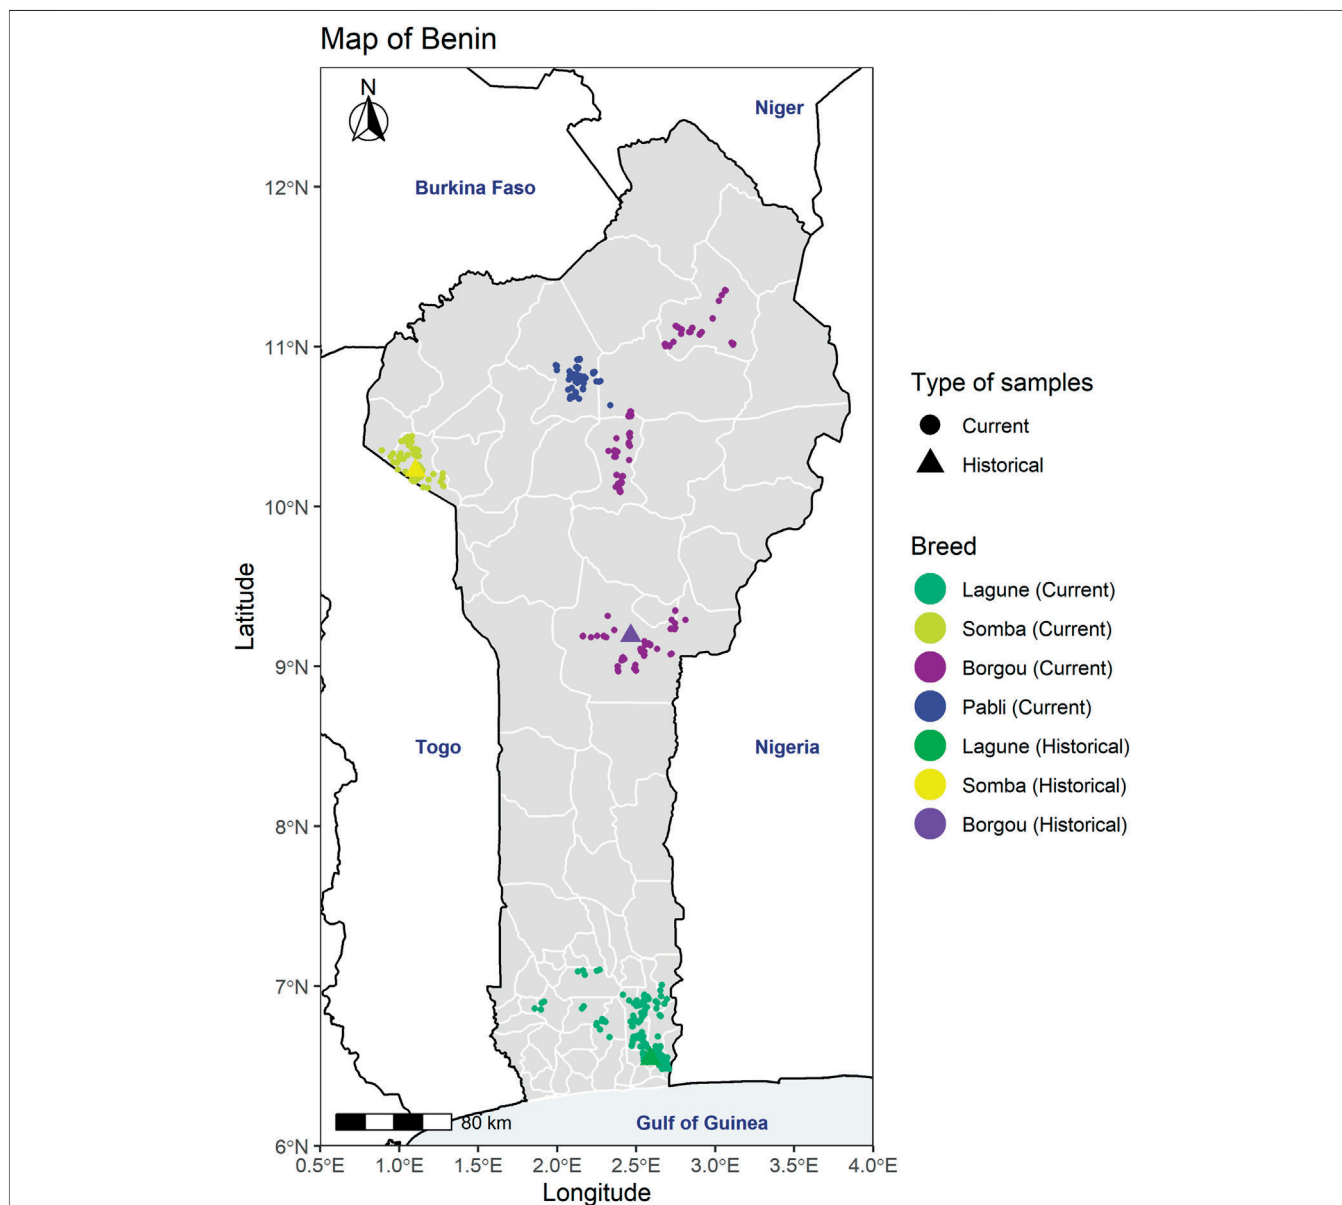 Map of Benin
N
Niger
Burkina Faso
Togo
Nigeria
Gulf of Guinea
80 km
Latitude
12°N
11°N
10°N
9°N
8°N
7°N
6°N
0.5°E 1.0°E 1.5°E 2.0°E 2.5°E 3.0°E 3.5°E 4.0°E
Longitude
Type of samples
Current
Historical
Breed
Lagune (Current)
Somba (Current)
Borgou (Current)
Pabli (Current)
Lagune (Historical)
Somba (Historical)
Borgou (Historical)